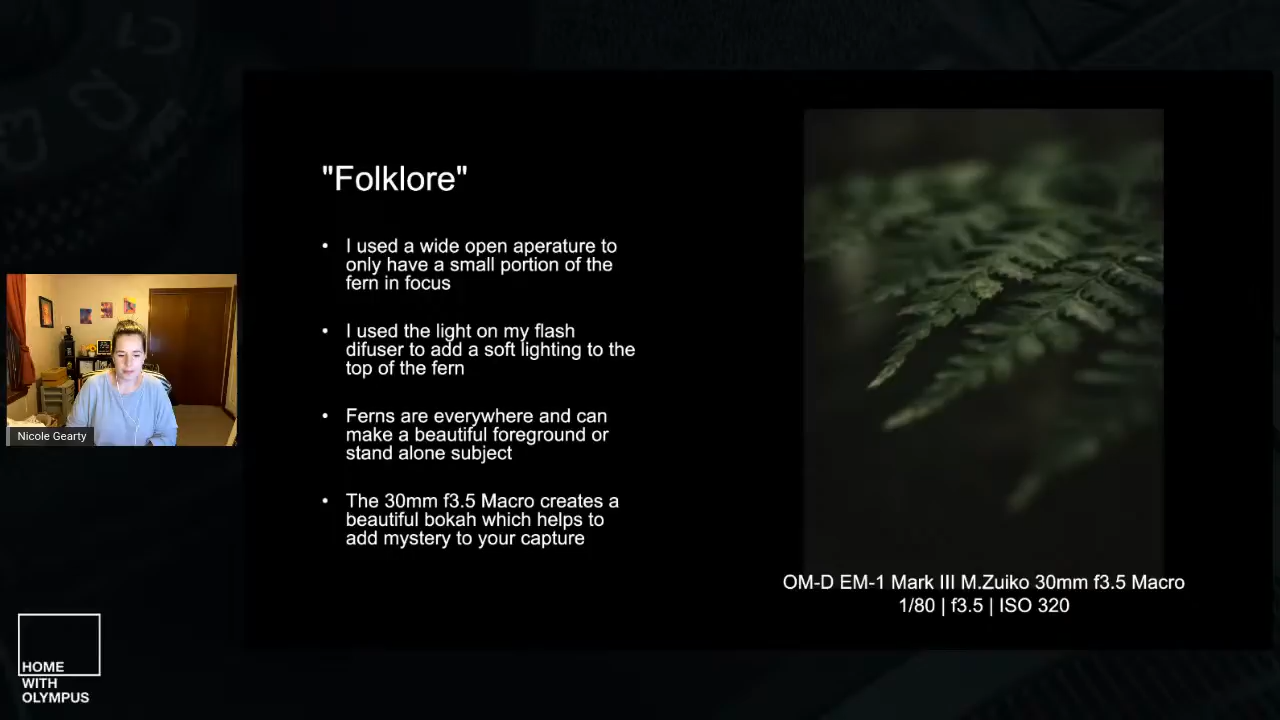 "Folklore"
• I used a wide open aperature to
only have a small portion of the
fern in focus
• I used the light on my flash
difuser to add a soft lighting to the
top of the fern
• Ferns are everywhere and can
make a beautiful foreground or
stand alone subject
• The 30mm f3.5 Macro creates a
beautiful bokah which helps to
add mystery to your capture
OM-D EM-1 Mark III M.Zuiko 30mm f3.5 Macro
1/80 | f3.5 | ISO 320
Nicole Gearty
HOME
WITH
OLYMPUS